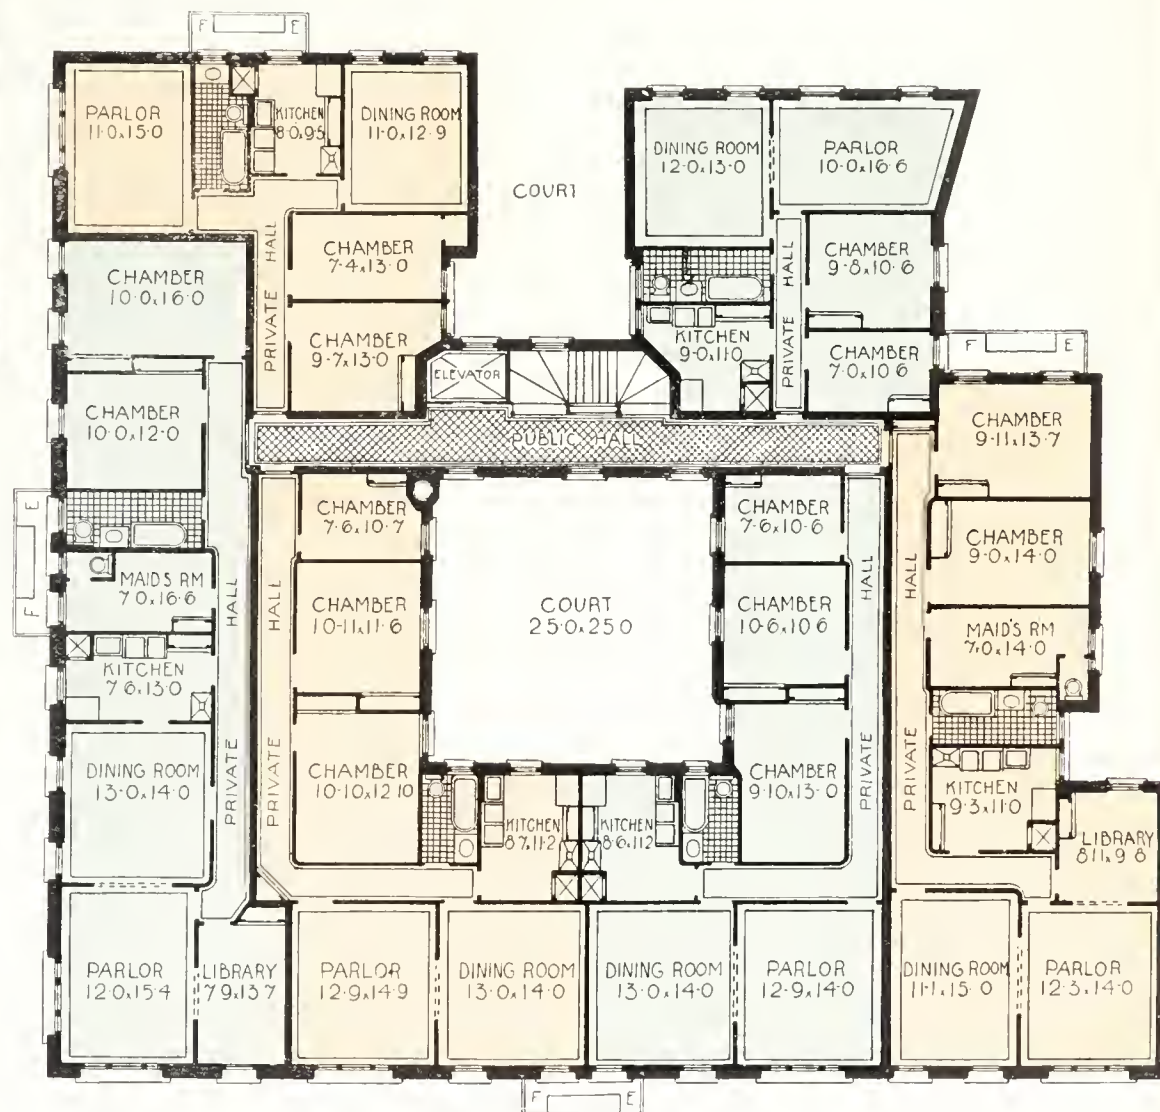 F E
PARLOR
11·0x15·0
KITCHEN
8·0x9·5
DINING ROOM
11·0x12·9
COURT
DINING ROOM
12·0x13·0
PARLOR
10·0x16·6
CHAMBER
7·4x13·0
PRIVATE HALL
CHAMBER
9·8x10·6
PRIVATE HALL
CHAMBER
10·0x16·0
CHAMBER
9·7x13·0
ELEVATOR
KITCHEN
9·0x11·0
CHAMBER
7·0x10·6
F E
CHAMBER
10·0x12·0
PUBLIC HALL
CHAMBER
9·11x13·7
E
F
CHAMBER
7·6x10·7
CHAMBER
7·6x10·6
CHAMBER
9·0x14·0
MAID'S RM
7·0x16·6
PRIVATE HALL
PRIVATE HALL
CHAMBER
10·11x11·6
COURT
25·0x25·0
CHAMBER
10·6x10·6
PRIVATE HALL
PRIVATE HALL
MAID'S RM
7·0x14·0
KITCHEN
7·6x13·0
DINING ROOM
13·0x14·0
CHAMBER
10·10x12·10
CHAMBER
9·10x13·0
KITCHEN
9·3x11·0
KITCHEN
8·7x11·2
KITCHEN
8·6x11·2
LIBRARY
8·11x9·8
PARLOR
12·0x15·4
LIBRARY
7·9x13·7
PARLOR
12·9x14·9
DINING ROOM
13·0x14·0
DINING ROOM
13·0x14·0
PARLOR
12·9x14·0
DINING ROOM
11·1x15·0
PARLOR
12·3x14·0
F E